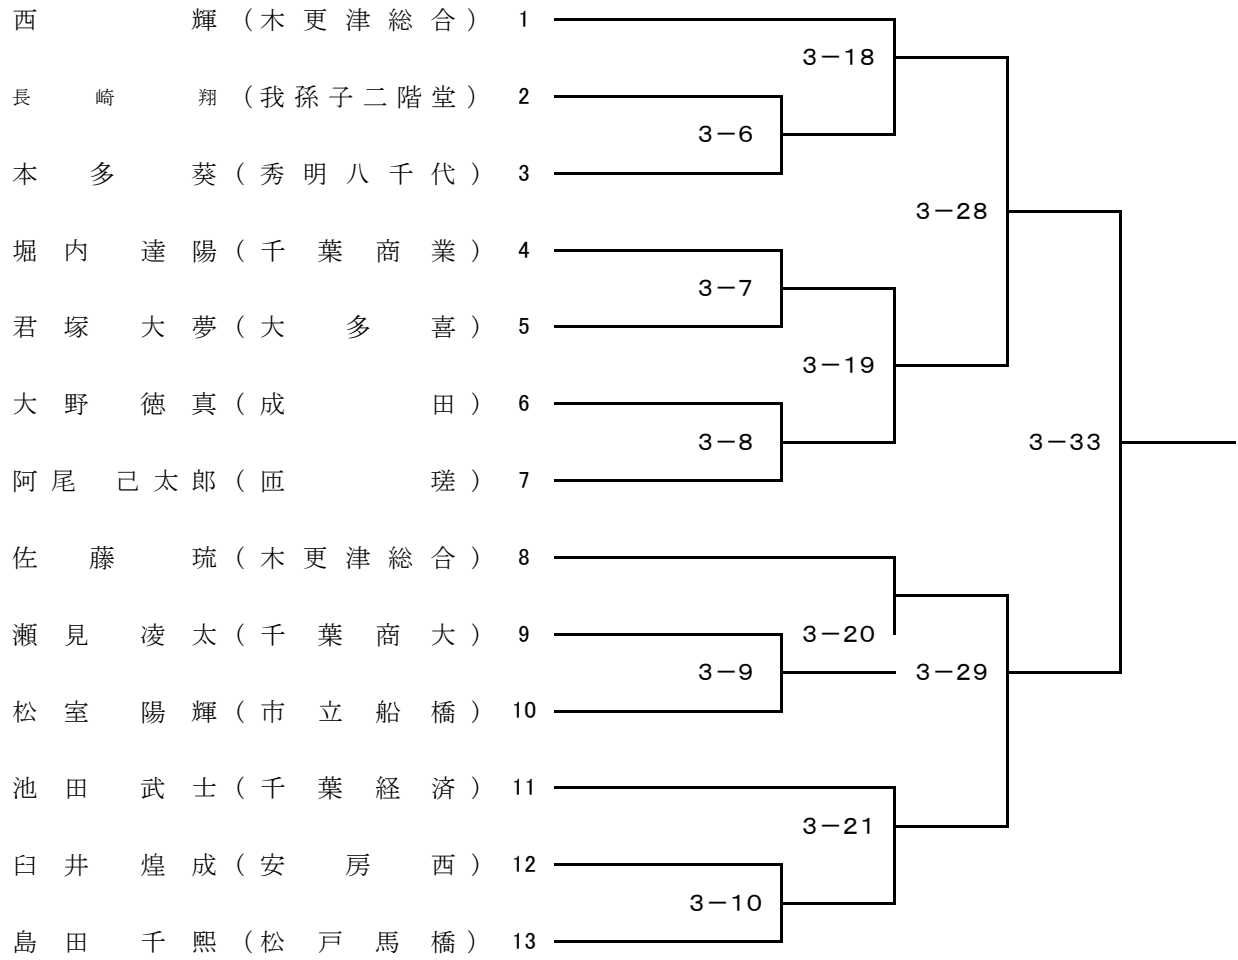 西 輝 （木更津総合） 1
3－18
長 崎 翔 （我孫子二階堂） 2
3－6
本 多 葵 （秀明八千代） 3
3－28
堀 内 達 陽 （千葉商業） 4
3－7
君 塚 大 夢 （大多喜） 5
3－19
大 野 徳 真 （成田） 6
3－8 3－33
阿 尾 己 太 郎 （匝瑳） 7
佐 藤 琉 （木更津総合） 8
瀬 見 凌 太 （千葉商大） 9 3－20
3－9 3－29
松 室 陽 輝 （市立船橋） 10
池 田 武 士 （千葉経済） 11
3－21
臼 井 煌 成 （安房西） 12
3－10
島 田 千 熙 （松戸馬橋） 13